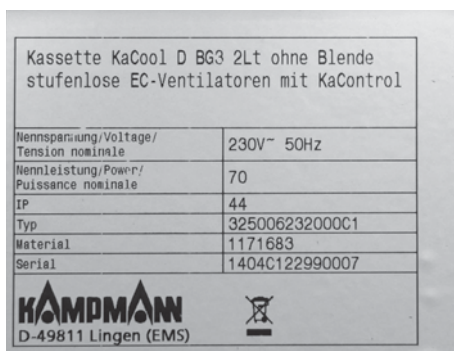 Kassette KaCool D BG3 2Lt ohne Blende
stufenlose EC-Ventilatoren mit KaControl
Nennspannung/Voltage/
Tension nominale
230V~ 50Hz
Nennleistung/Power/
Puissance nominale
70
IP
44
Typ
325006232000C1
Material
1171683
Serial
1404C122990007
KAMPMANN
D-49811 Lingen (EMS)